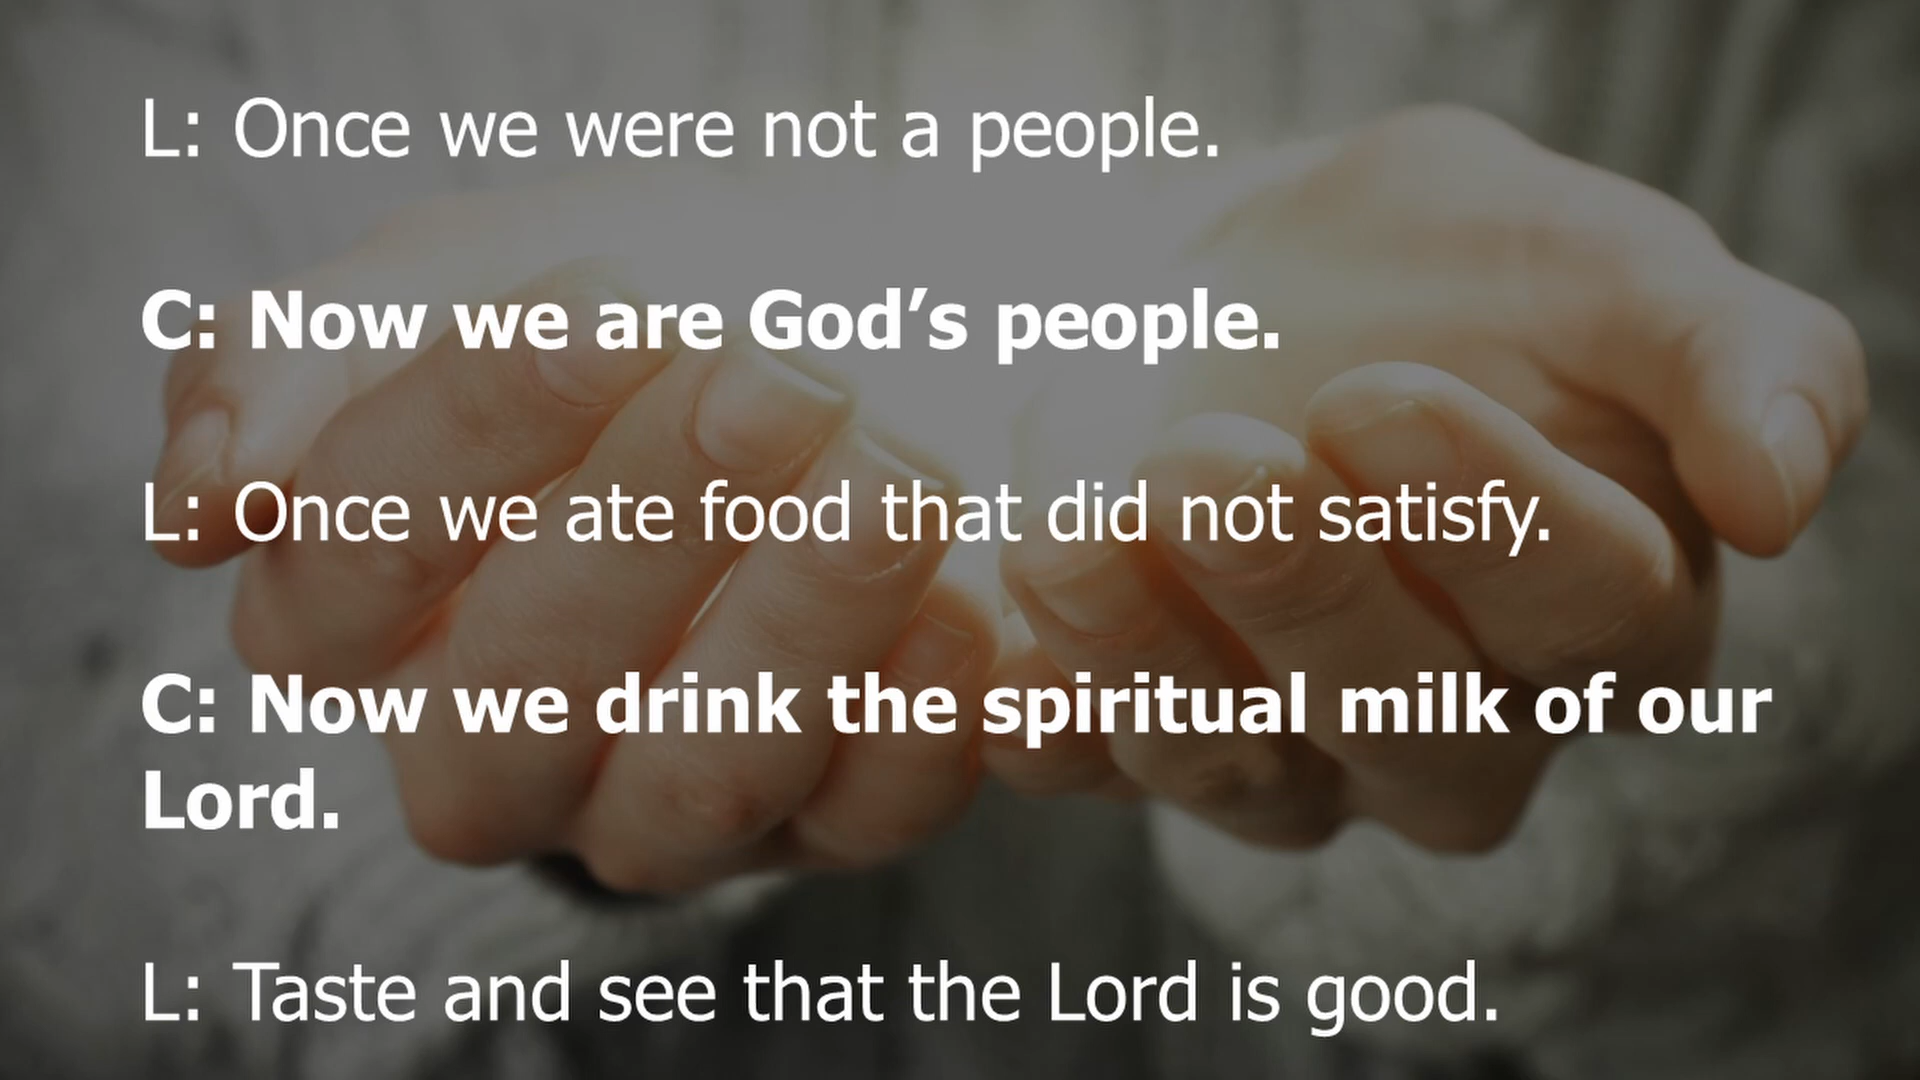 L: Once we were not a people.
C: Now we are God’s people.
L: Once we ate food that did not satisfy.
C: Now we drink the spiritual milk of our
Lord.
L: Taste and see that the Lord is good.